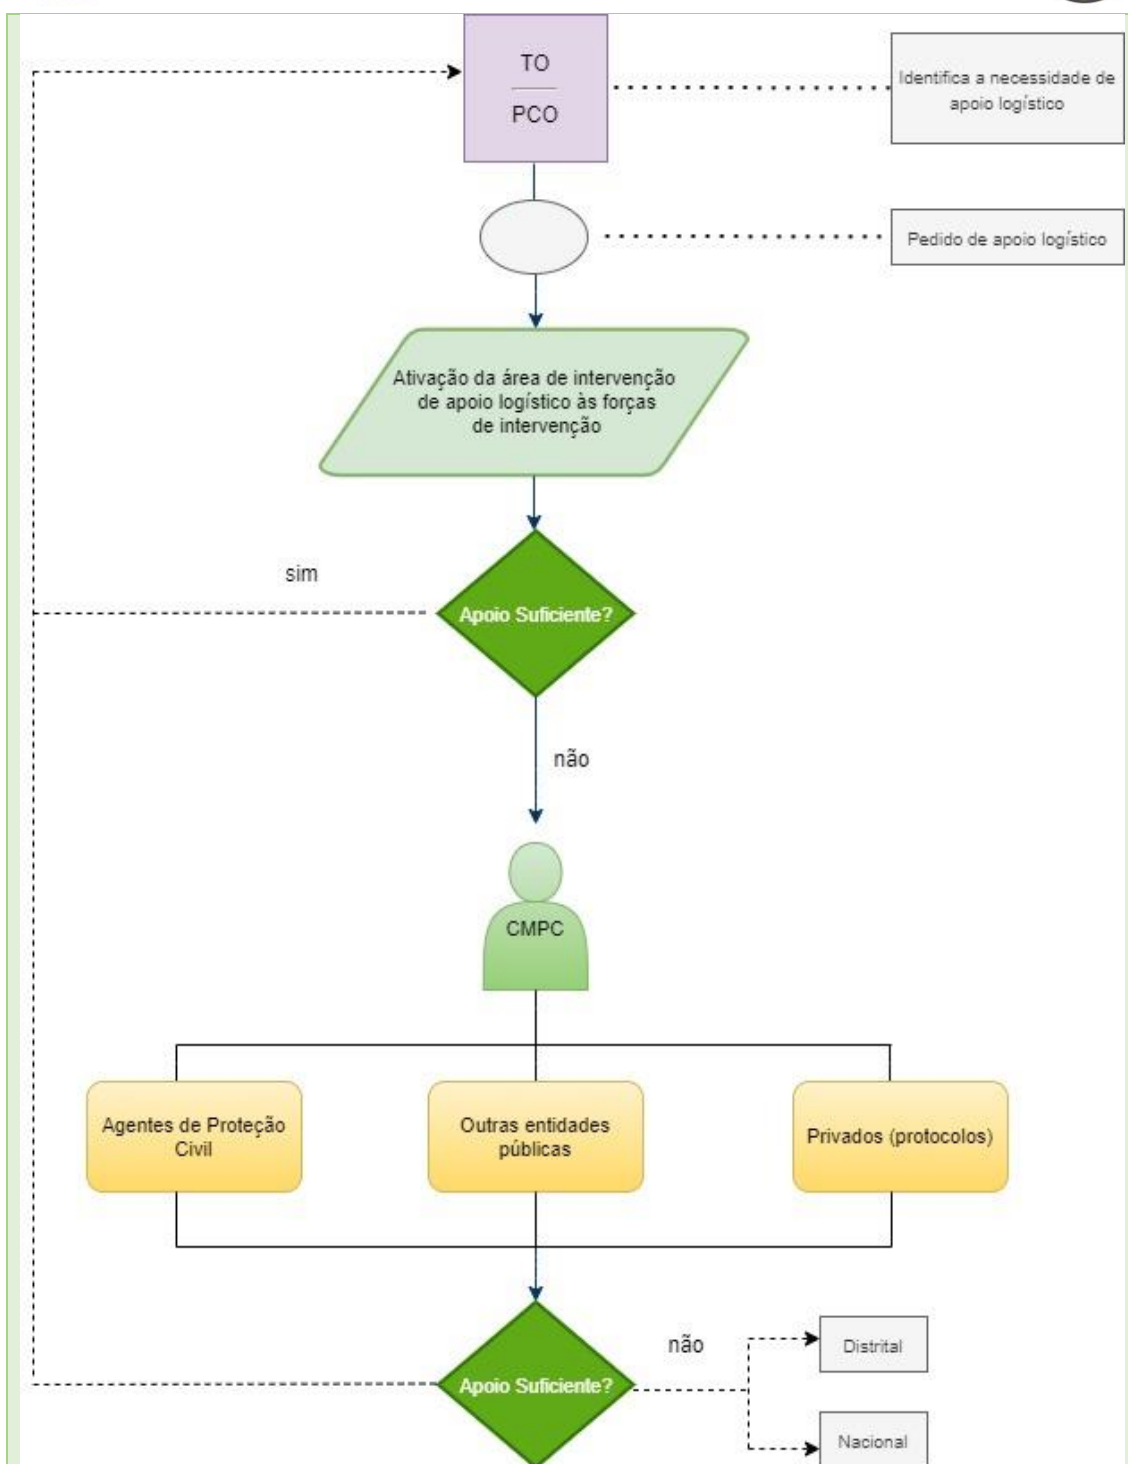 TO
PCO
Identifica a necessidade de
apoio logístico
Pedido de apoio logístico
Ativação da área de intervenção
de apoio logístico às forças
de intervenção
sim
Apoio Suficiente?
não
CMPC
Agentes de Proteção
Civil
Outras entidades
públicas
Privados (protocolos)
não
Distrital
Apoio Suficiente?
Nacional